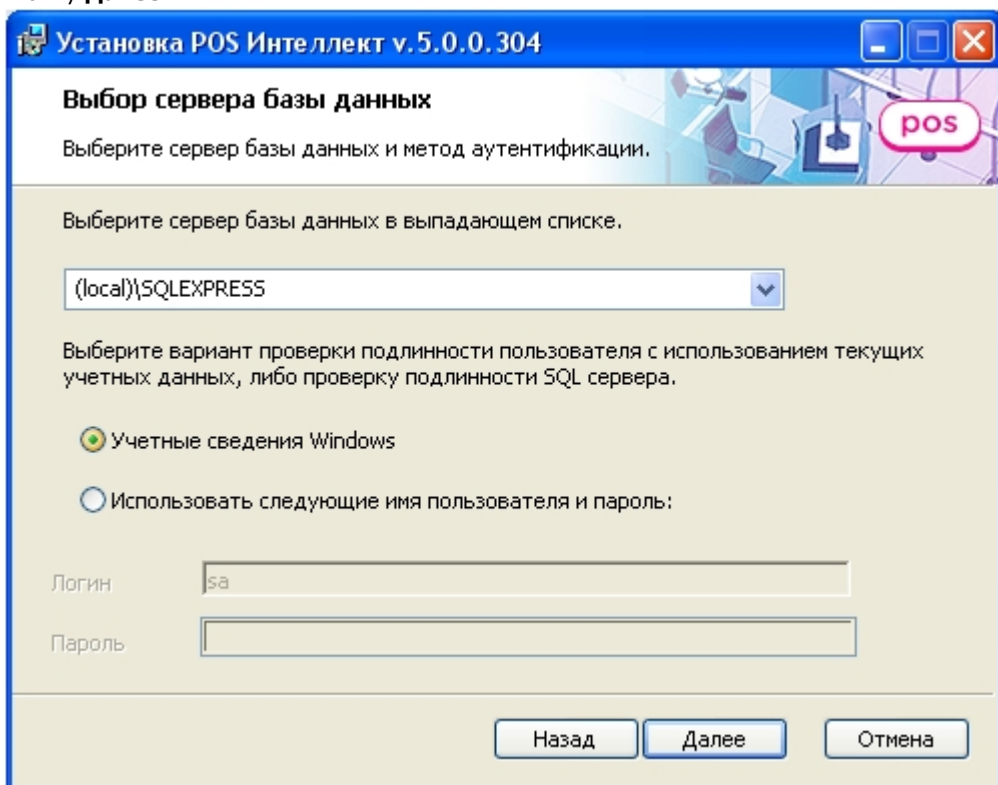 Установка POS Интеллект v.5.0.0.304
Выбор сервера базы данных
pos
Выберите сервер базы данных и метод аутентификации.
Выберите сервер базы данных в выпадающем списке.
(local)\SQLEXPRESS
Выберите вариант проверки подлинности пользователя с использованием текущих
учетных данных, либо проверку подлинности SQL сервера.
Учетные сведения Windows
Использовать следующие имя пользователя и пароль:
Логин
sa
Пароль
Назад
Далее
Отмена